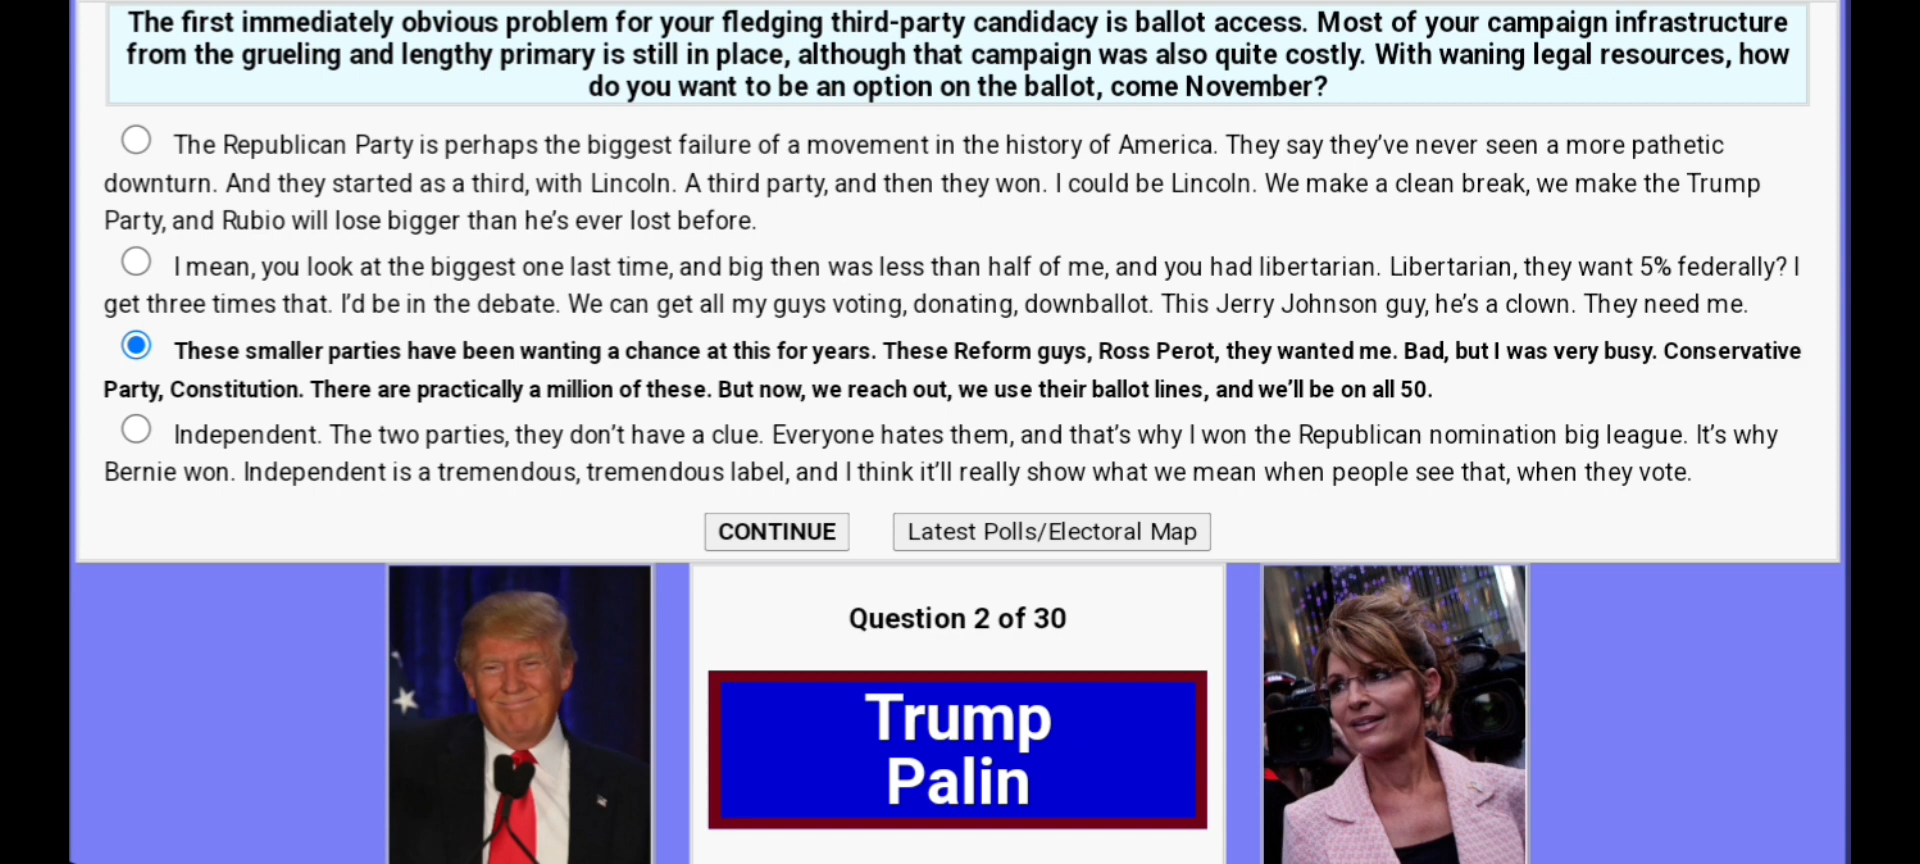 The first immediately obvious problem for your fledging third-party candidacy is ballot access. Most of your campaign infrastructure
from the grueling and lengthy primary is still in place, although that campaign was also quite costly. With waning legal resources, how
do you want to be an option on the ballot, come November?
The Republican Party is perhaps the biggest failure of a movement in the history of America. They say they’ve never seen a more pathetic
downturn. And they started as a third, with Lincoln. A third party, and then they won. I could be Lincoln. We make a clean break, we make the Trump
Party, and Rubio will lose bigger than he’s ever lost before.
I mean, you look at the biggest one last time, and big then was less than half of me, and you had libertarian. Libertarian, they want 5% federally? I
get three times that. I’d be in the debate. We can get all my guys voting, donating, downballot. This Jerry Johnson guy, he’s a clown. They need me.
These smaller parties have been wanting a chance at this for years. These Reform guys, Ross Perot, they wanted me. Bad, but I was very busy. Conservative
Party, Constitution. There are practically a million of these. But now, we reach out, we use their ballot lines, and we’ll be on all 50.
Independent. The two parties, they don’t have a clue. Everyone hates them, and that’s why I won the Republican nomination big league. It’s why
Bernie won. Independent is a tremendous, tremendous label, and I think it’ll really show what we mean when people see that, when they vote.
CONTINUE
Latest Polls/Electoral Map
Question 2 of 30
Trump
Palin